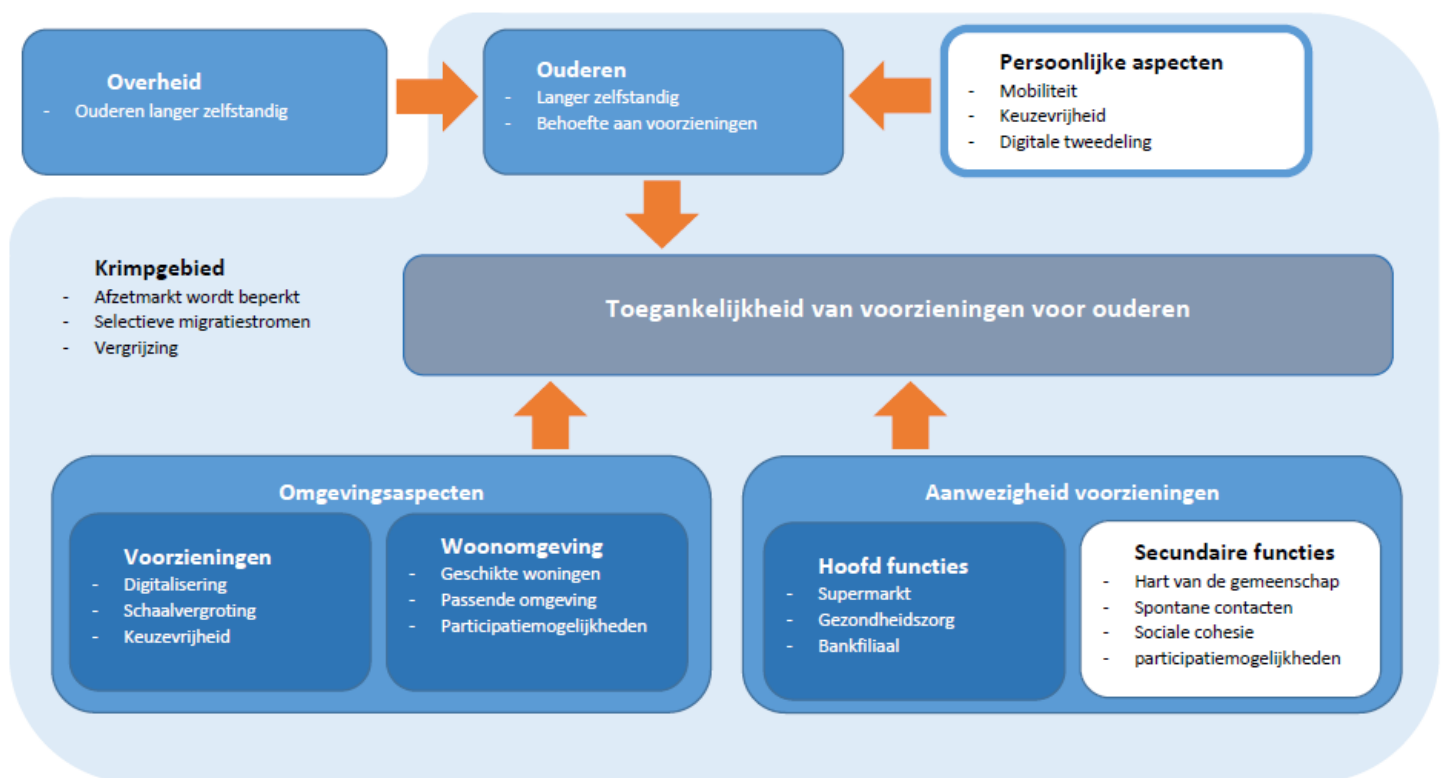 Overheid
- Ouderen langer zelfstandig
Ouderen
- Langer zelfstandig
- Behoefte aan voorzieningen
Persoonlijke aspecten
- Mobiliteit
- Keuzevrijheid
- Digitale tweedeling
Krimpgebied
- Afzetmarkt wordt beperkt
- Selectieve migratiestromen
- Vergrijzing
Toegankelijkheid van voorzieningen voor ouderen
Omgevingsaspecten
Voorzieningen
- Digitalisering
- Schaalvergroting
- Keuzevrijheid
Woonomgeving
- Geschikte woningen
- Passende omgeving
- Participatiemogelijkheden
Aanwezigheid voorzieningen
Hoofd functies
- Supermarkt
- Gezondheidszorg
- Bankfiliaal
Secundaire functies
- Hart van de gemeenschap
- Spontane contacten
- Sociale cohesie
- participatiemogelijkheden